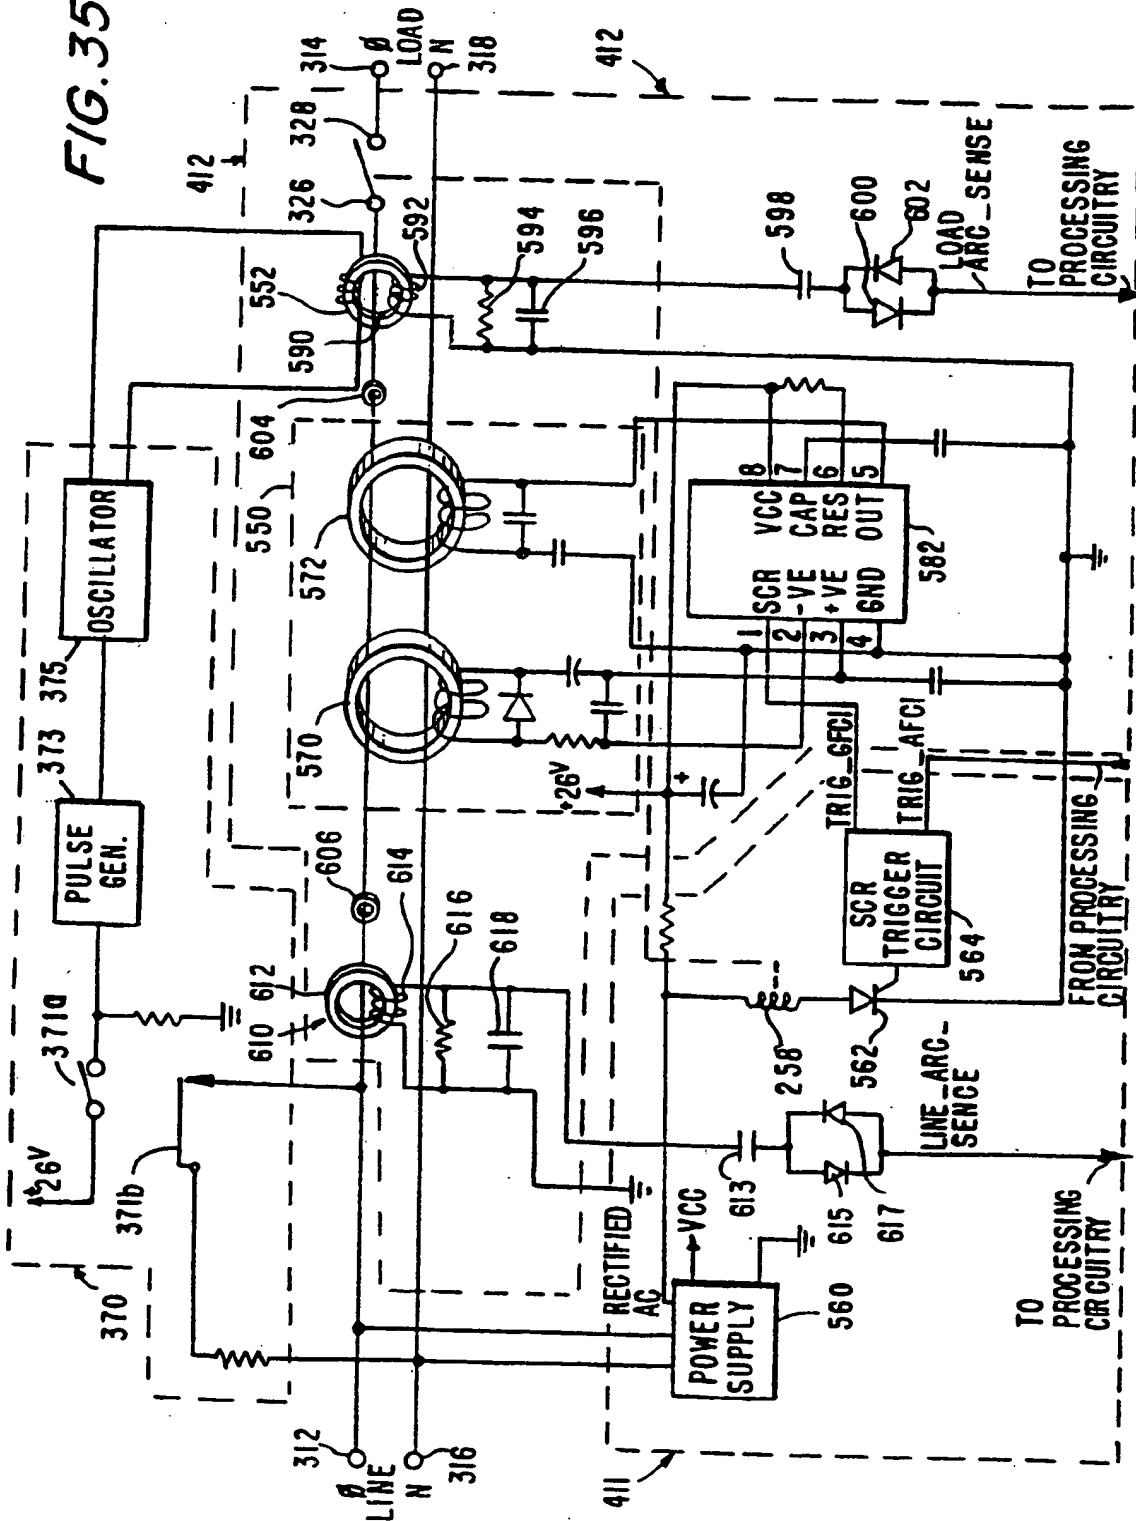 FIG. 35
370
+26V
371a
371b
PULSE
GEN.
373
OSCILLATOR
375
412
412
314
Ø
LOAD
N
318
328
326
552
590
592
594
596
604
550
572
570
606
612
610
614
616
618
312
Ø
LINE
N
316
+26V
+
598
600
602
LOAD
ARC_SENSE
TO
PROCESSING
CIRCUITRY
SCR
-VE
+VE
GND
1
2
3
4
VCC
CAP
RES
OUT
8
7
6
5
582
TRIG_GFCI
TRIG_AFCI
SCR
TRIGGER
CIRCUIT
564
FROM PROCESSING
CIRCUITRY
258
562
LINE_ARC_
SENCE
613
615
617
TO
PROCESSING
CIRCUITRY
RECTIFIED
AC
VCC
POWER
SUPPLY
560
411